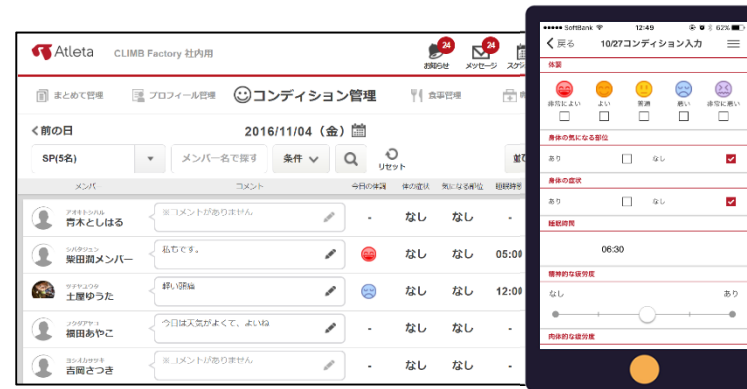 Atleta
CLIMB Factory 社内用
24
24
お知らせ
メッセージ
まとめて管理
プロフィール管理
コンディション管理
食事管理
前の日
2016/11/04（金）
SP(5名)
メンバー名で探す
条件
リセット
メンバー
コメント
今日の体調
体の症状
気になる部位
睡眠時間
アオキトシハル
青木としはる
※コメントがありません
-
なし
なし
-
シバタジュン
柴田潤メンバー
私もです。
なし
なし
05:00
ツチヤユウタ
土屋ゆうた
軽い頭痛
なし
なし
12:00
フクダアヤコ
福田あやこ
今日は天気がよくて、よいね
-
なし
なし
-
ヨシオカサツキ
吉岡さつき
※コメントがありません
-
なし
なし
-
SoftBank
12:49
62%
戻る
10/27コンディション入力
体調
非常によい
よい
普通
悪い
非常に悪い
身体の気になる部位
あり
なし
身体の症状
あり
なし
睡眠時間
06:30
精神的な疲労度
なし
あり
肉体的な疲労度